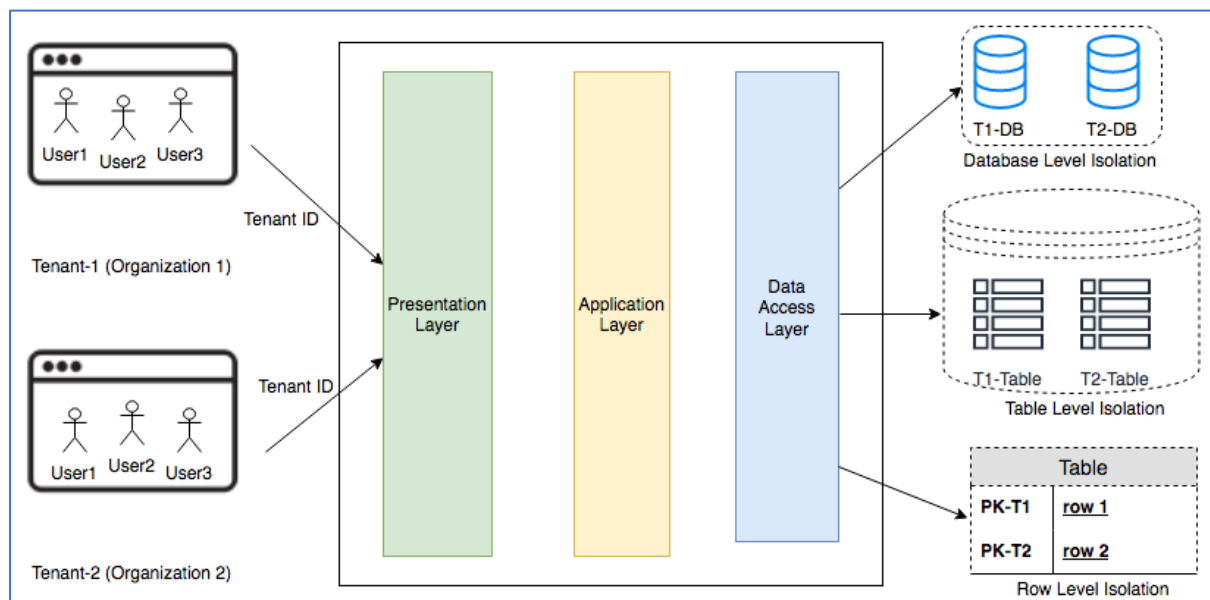 User1
User2
User3
Tenant ID
Tenant-1 (Organization 1)
User1
User2
User3
Tenant ID
Tenant-2 (Organization 2)
Presentation
Layer
Application
Layer
Data
Access
Layer
T1-DB
T2-DB
Database Level Isolation
T1-Table
T2-Table
Table Level Isolation
Table
PK-T1 row 1
PK-T2 row 2
Row Level Isolation